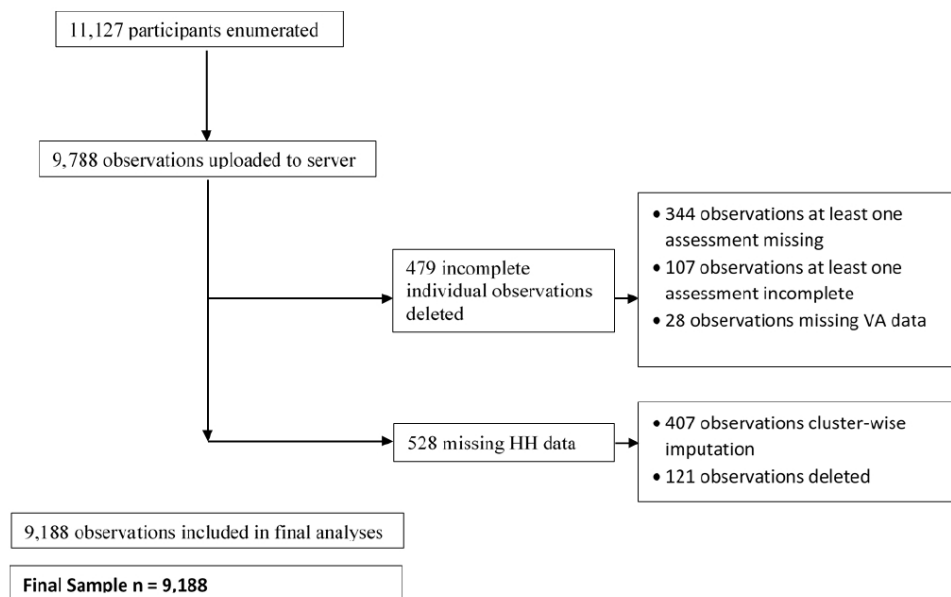 11,127 participants enumerated
9,788 observations uploaded to server
479 incomplete
individual observations
deleted
• 344 observations at least one
assessment missing
• 107 observations at least one
assessment incomplete
• 28 observations missing VA data
528 missing HH data
• 407 observations cluster-wise
imputation
• 121 observations deleted
9,188 observations included in final analyses
Final Sample n = 9,188